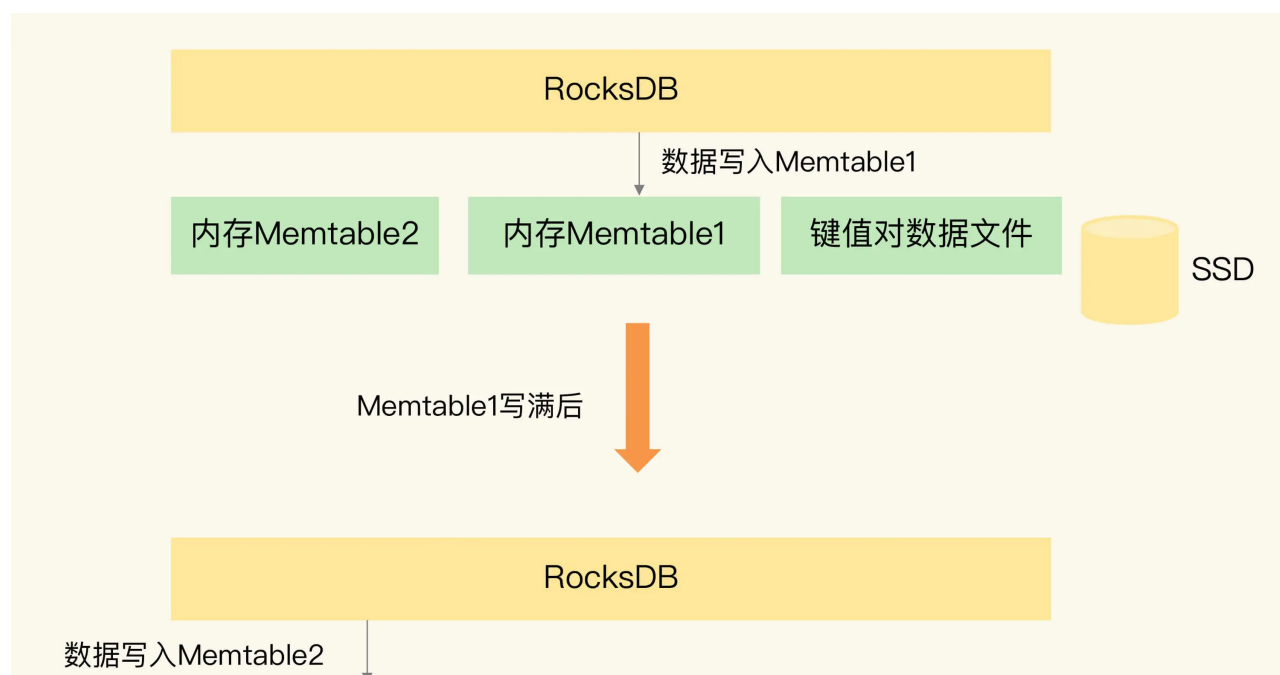 RocksDB
数据写入Memtable1
内存Memtable2
内存Memtable1
键值对数据文件
SSD
Memtable1写满后
RocksDB
数据写入Memtable2